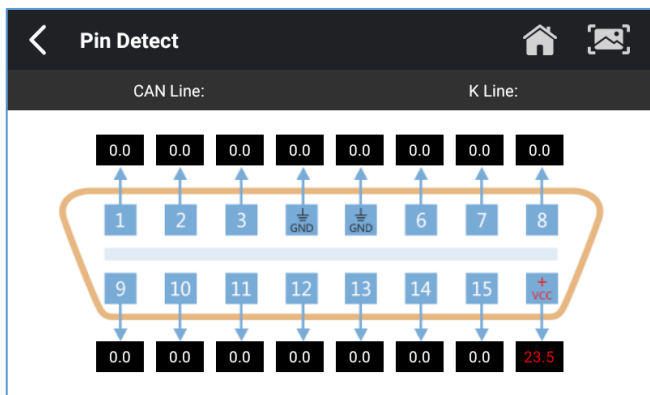 Pin Detect
CAN Line: K Line:
0.0 0.0 0.0 0.0 0.0 0.0 0.0 0.0
1 2 3 GND GND 6 7 8
9 10 11 12 13 14 15 + VCC
0.0 0.0 0.0 0.0 0.0 0.0 0.0 23.5